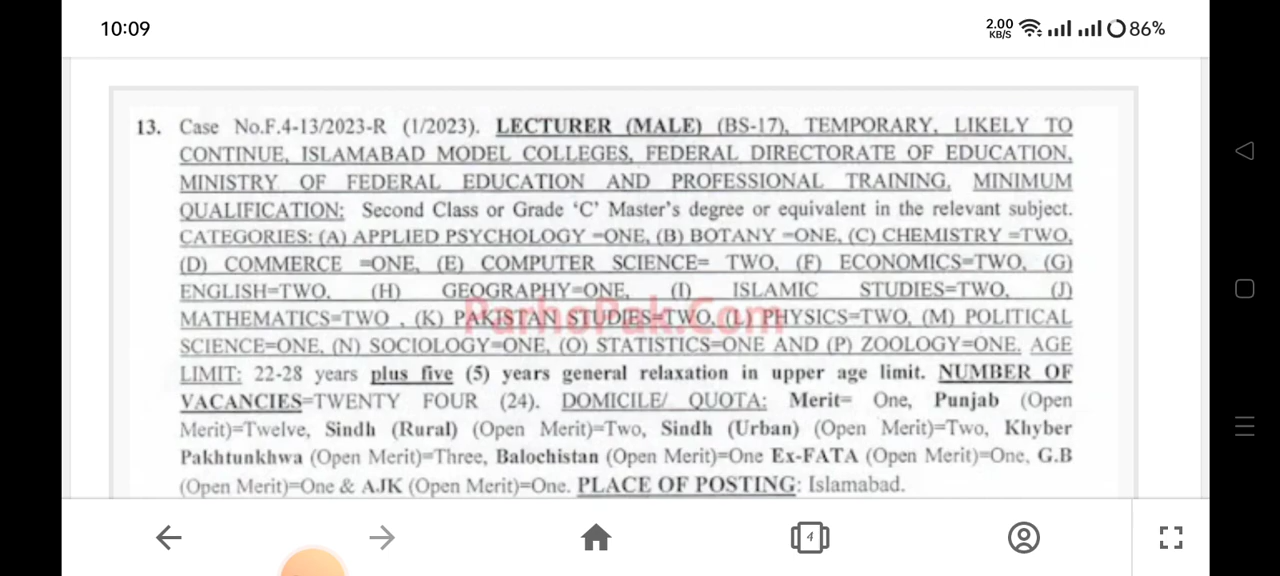 10:09
2.00
KB/S
86%
13. Case No.F.4-13/2023-R (1/2023). LECTURER (MALE) (BS-17), TEMPORARY, LIKELY TO
CONTINUE, ISLAMABAD MODEL COLLEGES, FEDERAL DIRECTORATE OF EDUCATION,
MINISTRY OF FEDERAL EDUCATION AND PROFESSIONAL TRAINING, MINIMUM
QUALIFICATION: Second Class or Grade ‘C’ Master’s degree or equivalent in the relevant subject.
CATEGORIES: (A) APPLIED PSYCHOLOGY =ONE, (B) BOTANY =ONE, (C) CHEMISTRY =TWO,
(D) COMMERCE =ONE, (E) COMPUTER SCIENCE= TWO, (F) ECONOMICS=TWO, (G)
ENGLISH=TWO, (H) GEOGRAPHY=ONE, (I) ISLAMIC STUDIES=TWO, (J)
MATHEMATICS=TWO , (K) PAKISTAN STUDIES=TWO, (L) PHYSICS=TWO, (M) POLITICAL
ParhoPak.Com
SCIENCE=ONE, (N) SOCIOLOGY=ONE, (O) STATISTICS=ONE AND (P) ZOOLOGY=ONE. AGE
LIMIT: 22-28 years plus five (5) years general relaxation in upper age limit. NUMBER OF
VACANCIES=TWENTY FOUR (24). DOMICILE/ QUOTA: Merit= One, Punjab (Open
Merit)=Twelve, Sindh (Rural) (Open Merit)=Two, Sindh (Urban) (Open Merit)=Two, Khyber
Pakhtunkhwa (Open Merit)=Three, Balochistan (Open Merit)=One Ex-FATA (Open Merit)=One, G.B
(Open Merit)=One & AJK (Open Merit)=One. PLACE OF POSTING: Islamabad.
4